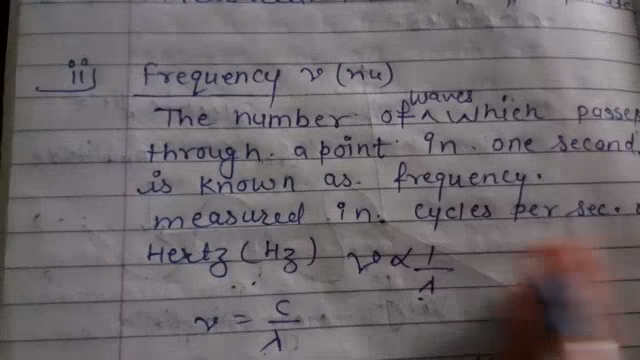 ii) Frequency ν (nu)
The number of waves which passes
through. a point. in. one second.
is known as. frequency.
measured in. cycles per sec.
Hertz (Hz) ν ∝ 1/λ
ν = c/λ